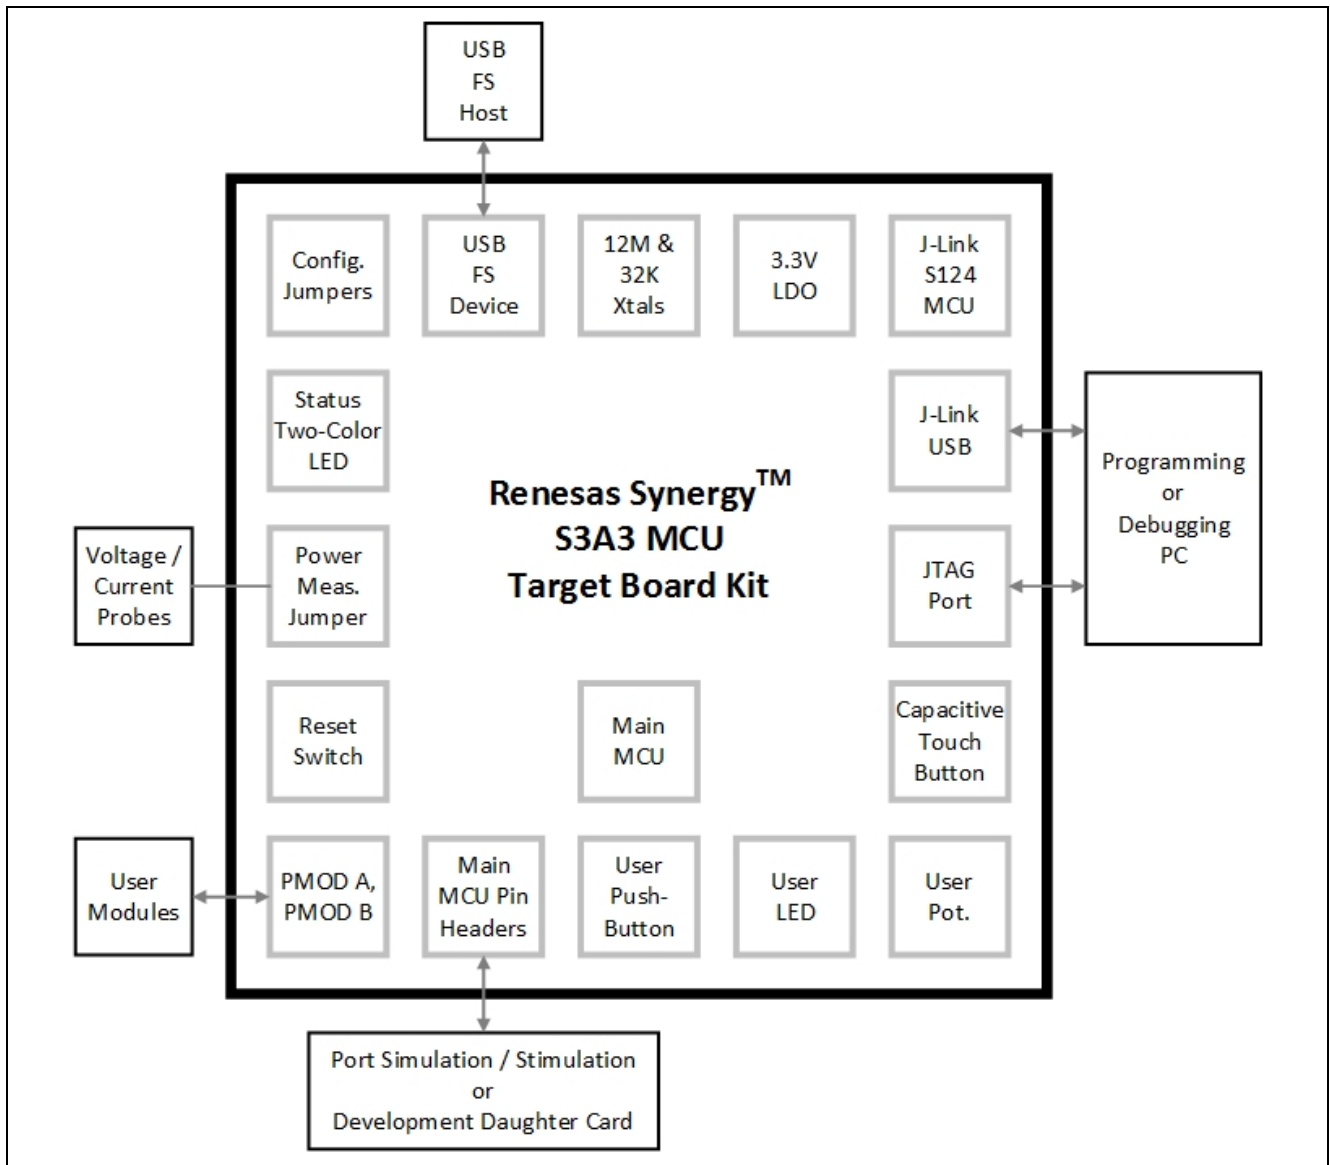 USB
FS
Host
Config.
Jumpers
USB
FS
Device
12M &
32K
Xtals
3.3V
LDO
J-Link
S124
MCU
Status
Two-Color
LED
J-Link
USB
Programming
or
Debugging
PC
Renesas Synergy™
S3A3 MCU
Target Board Kit
Voltage /
Current
Probes
Power
Meas.
Jumper
JTAG
Port
Reset
Switch
Main
MCU
Capacitive
Touch
Button
User
Modules
PMOD A,
PMOD B
Main
MCU Pin
Headers
User
Push-
Button
User
LED
User
Pot.
Port Simulation / Stimulation
or
Development Daughter Card